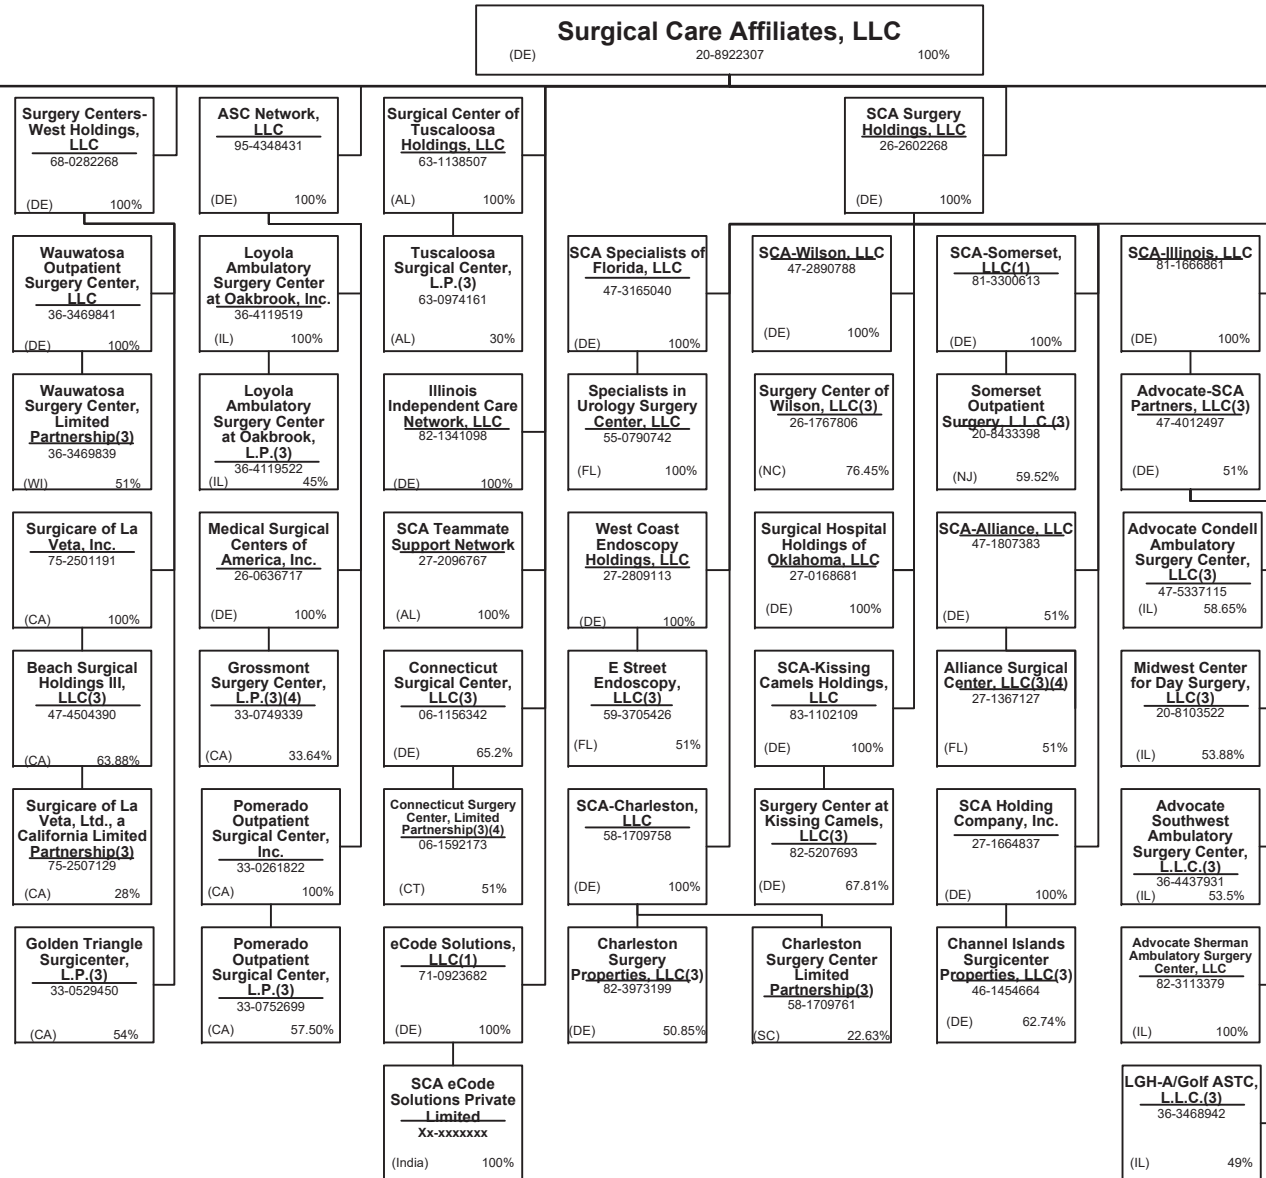 Surgical Care Affiliates, LLC
(DE) 20-8922307 100%
Surgery Centers-
West Holdings,
LLC
68-0282268
(DE) 100%
ASC Network,
LLC
95-4348431
(DE) 100%
Surgical Center of
Tuscaloosa
Holdings, LLC
63-1138507
(AL) 100%
SCA Surgery
Holdings, LLC
26-2602268
(DE) 100%
Wauwatosa
Outpatient
Surgery Center,
LLC
36-3469841
(DE) 100%
Loyola
Ambulatory
Surgery Center
at Oakbrook, Inc.
36-4119519
(IL) 100%
Tuscaloosa
Surgical Center,
L.P.(3)
63-0974161
(AL) 30%
SCA Specialists of
Florida, LLC
47-3165040
(DE) 100%
SCA-Wilson, LLC
47-2890788
(DE) 100%
SCA-Somerset,
LLC(1)
81-3300613
(DE) 100%
SCA-Illinois, LLC
81-1666861
(DE) 100%
Wauwatosa
Surgery Center,
Limited
Partnership(3)
36-3469839
(WI) 51%
Loyola
Ambulatory
Surgery Center
at Oakbrook,
L.P.(3)
36-4119522
(IL) 45%
Illinois
Independent Care
Network, LLC
82-1341098
(DE) 100%
Specialists in
Urology Surgery
Center, LLC
55-0790742
(FL) 100%
Surgery Center of
Wilson, LLC(3)
26-1767806
(NC) 76.45%
Somerset
Outpatient
Surgery, L.L.C.(3)
20-8433398
(NJ) 59.52%
Advocate-SCA
Partners, LLC(3)
47-4012497
(DE) 51%
Surgicare of La
Veta, Inc.
75-2501191
(CA) 100%
Medical Surgical
Centers of
America, Inc.
26-0636717
(DE) 100%
SCA Teammate
Support Network
27-2096767
(AL) 100%
West Coast
Endoscopy
Holdings, LLC
27-2809113
(DE) 100%
Surgical Hospital
Holdings of
Oklahoma, LLC
27-0168681
(DE) 100%
SCA-Alliance, LLC
47-1807383
(DE) 51%
Advocate Condell
Ambulatory
Surgery Center,
LLC(3)
47-5337115
(IL) 58.65%
Beach Surgical
Holdings III,
LLC(3)
47-4504390
(CA) 63.88%
Grossmont
Surgery Center,
L.P.(3)(4)
33-0749339
(CA) 33.64%
Connecticut
Surgical Center,
LLC(3)
06-1156342
(DE) 65.2%
E Street
Endoscopy,
LLC(3)
59-3705426
(FL) 51%
SCA-Kissing
Camels Holdings,
LLC
83-1102109
(DE) 100%
Alliance Surgical
Center, LLC(3)(4)
27-1367127
(FL) 51%
Midwest Center
for Day Surgery,
LLC(3)
20-8103522
(IL) 53.88%
Surgicare of La
Veta, Ltd., a
California Limited
Partnership(3)
75-2507129
(CA) 28%
Pomerado
Outpatient
Surgical Center,
Inc.
33-0261822
(CA) 100%
Connecticut Surgery
Center, Limited
Partnership(3)(4)
06-1592173
(CT) 51%
SCA-Charleston,
LLC
58-1709758
(DE) 100%
Surgery Center at
Kissing Camels,
LLC(3)
82-5207693
(DE) 67.81%
SCA Holding
Company, Inc.
27-1664837
(DE) 100%
Advocate
Southwest
Ambulatory
Surgery Center,
L.L.C.(3)
36-4437931
(IL) 53.5%
Golden Triangle
Surgicenter,
L.P.(3)
33-0529450
(CA) 54%
Pomerado
Outpatient
Surgical Center,
L.P.(3)
33-0752699
(CA) 57.50%
eCode Solutions,
LLC(1)
71-0923682
(DE) 100%
Charleston
Surgery
Properties, LLC(3)
82-3973199
(DE) 50.85%
Charleston
Surgery Center
Limited
Partnership(3)
58-1709761
(SC) 22.63%
Channel Islands
Surgicenter
Properties, LLC(3)
46-1454664
(DE) 62.74%
Advocate Sherman
Ambulatory Surgery
Center, LLC
82-3113379
(IL) 100%
SCA eCode
Solutions Private
Limited
Xx-xxxxxxx
(India) 100%
LGH-A/Golf ASTC,
L.L.C.(3)
36-3468942
(IL) 49%